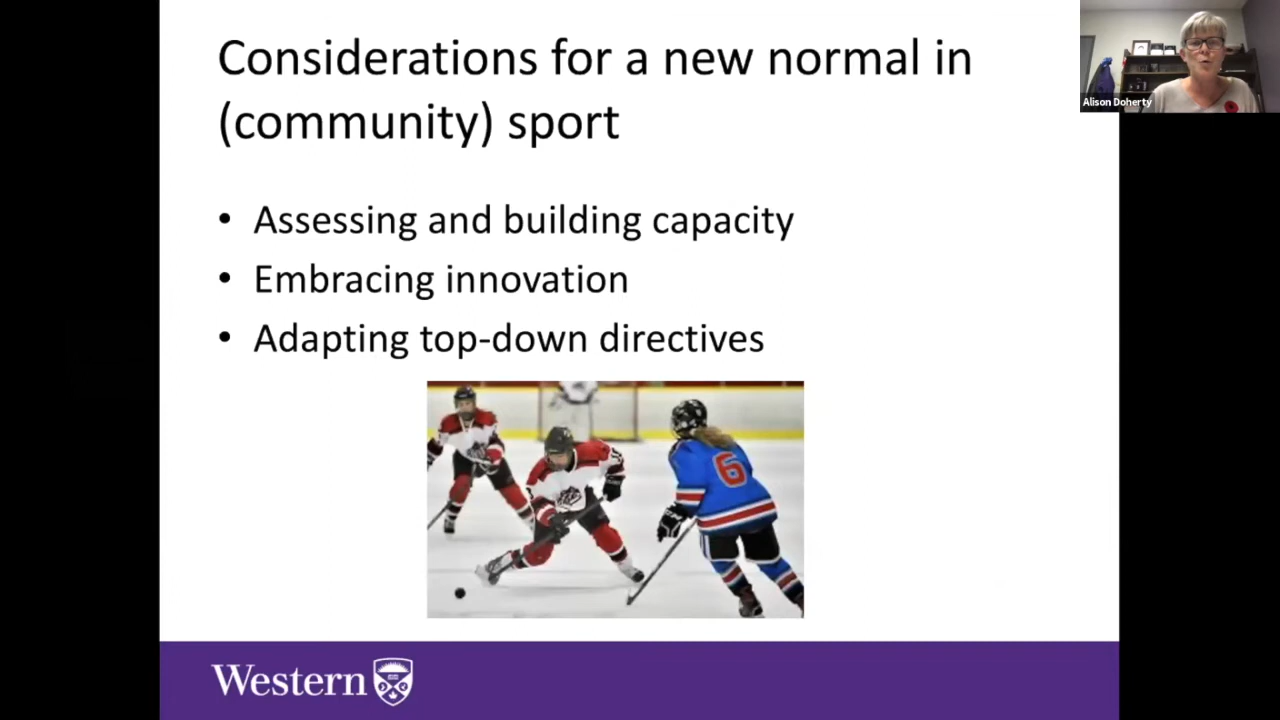 Considerations for a new normal in
(community) sport
• Assessing and building capacity
• Embracing innovation
• Adapting top-down directives
6
Western
Alison Doherty